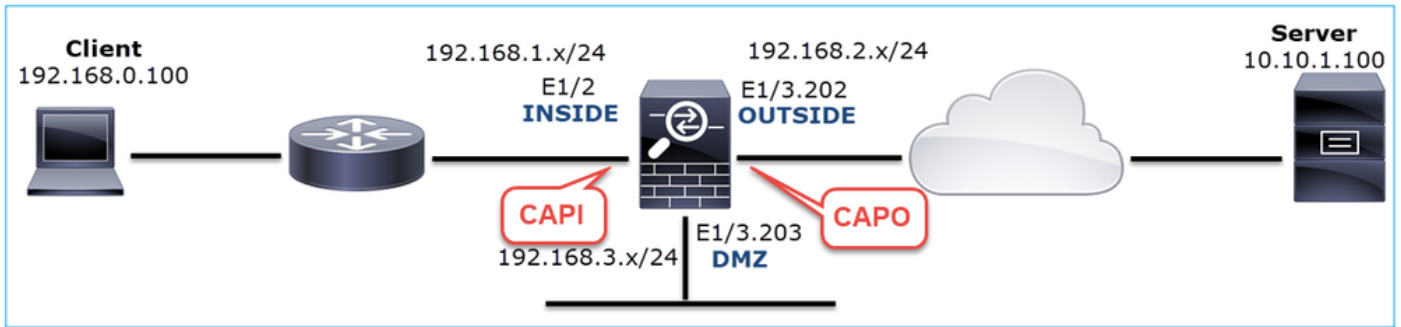 Client
192.168.0.100
192.168.1.x/24
E1/2
INSIDE
CAPI
192.168.2.x/24
E1/3.202
OUTSIDE
CAPO
E1/3.203
DMZ
192.168.3.x/24
Server
10.10.1.100